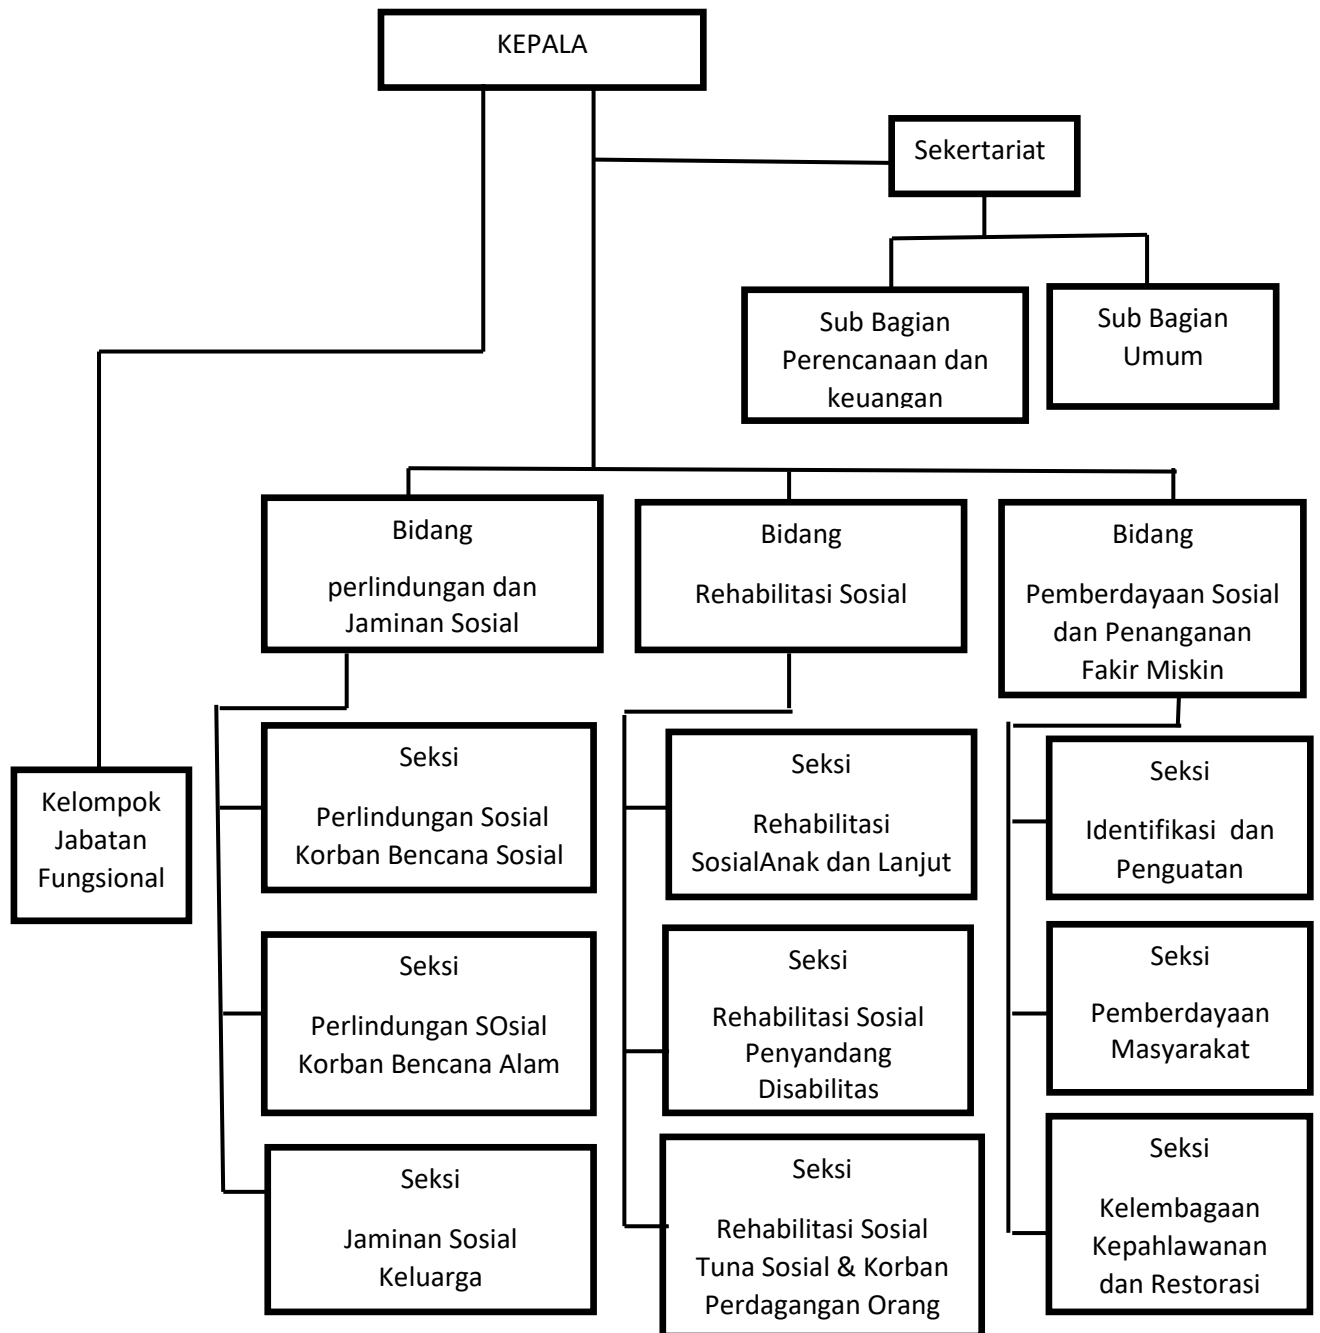 KEPALA
Sekertariat
Sub Bagian
Perencanaan dan
keuangan
Sub Bagian
Umum
Bidang
perlindungan dan
Jaminan Sosial
Bidang
Rehabilitasi Sosial
Bidang
Pemberdayaan Sosial
dan Penanganan
Fakir Miskin
Kelompok
Jabatan
Fungsional
Seksi
Perlindungan Sosial
Korban Bencana Sosial
Seksi
Perlindungan SOsial
Korban Bencana Alam
Seksi
Jaminan Sosial
Keluarga
Seksi
Rehabilitasi
SosialAnak dan Lanjut
Seksi
Rehabilitasi Sosial
Penyandang
Disabilitas
Seksi
Rehabilitasi Sosial
Tuna Sosial & Korban
Perdagangan Orang
Seksi
Identifikasi dan
Penguatan
Seksi
Pemberdayaan
Masyarakat
Seksi
Kelembagaan
Kepahlawanan
dan Restorasi